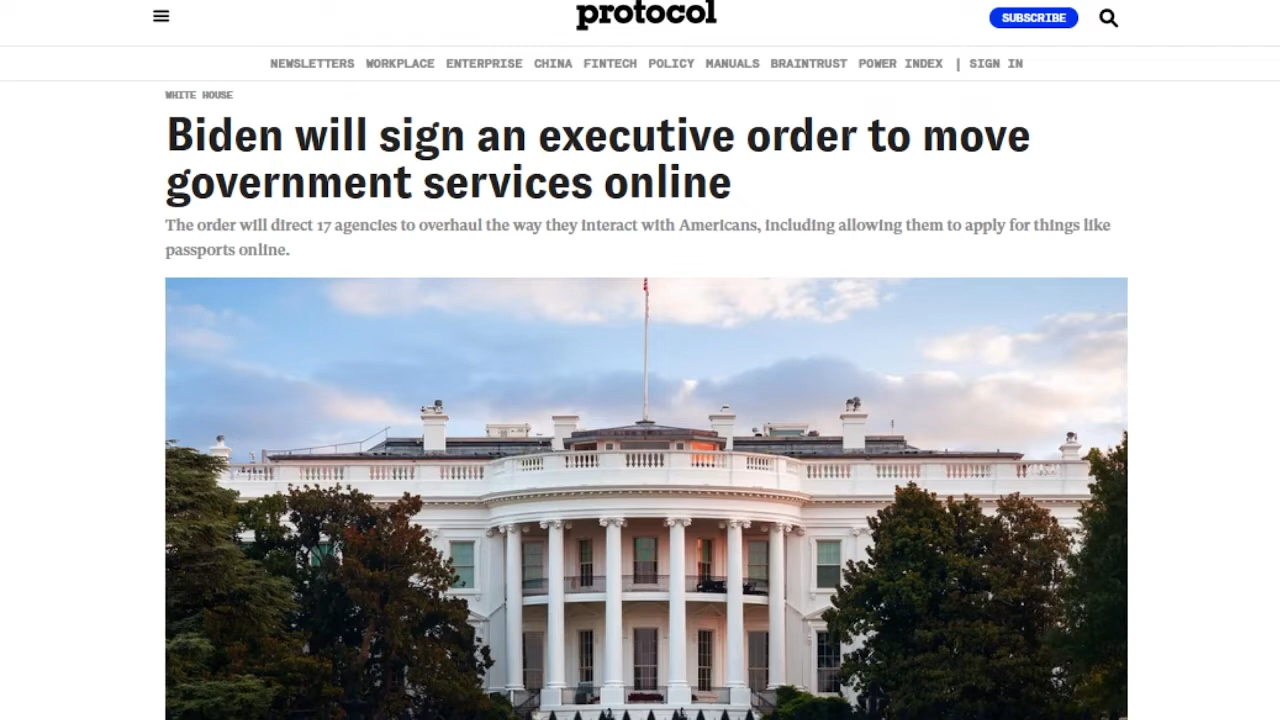 protocol
SUBSCRIBE
NEWSLETTERS WORKPLACE ENTERPRISE CHINA FINTECH POLICY MANUALS BRAINTRUST POWER INDEX | SIGN IN
WHITE HOUSE
Biden will sign an executive order to move
government services online
The order will direct 17 agencies to overhaul the way they interact with Americans, including allowing them to apply for things like
passports online.